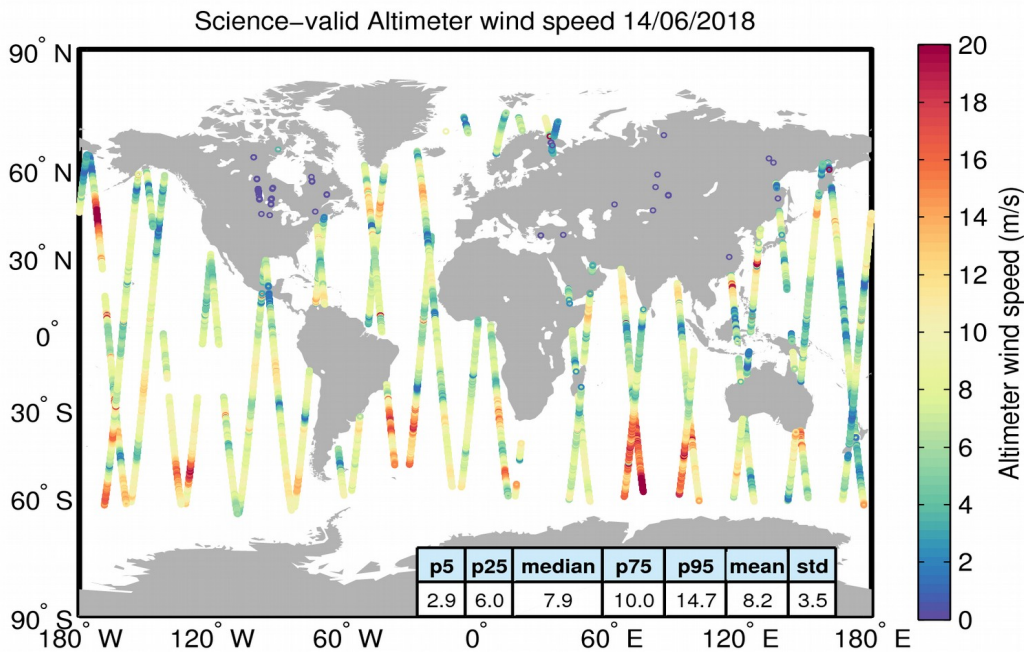 Science−valid Altimeter wind speed 14/06/2018
90° N
60° N
30° N
0°
30° S
60° S
90° S
180° W
120° W
60° W
0°
60° E
120° E
180° E
p5 p25 median p75 p95 mean std
2.9 6.0 7.9 10.0 14.7 8.2 3.5
20
18
16
14
12
10
8
6
4
2
0
Altimeter wind speed (m/s)